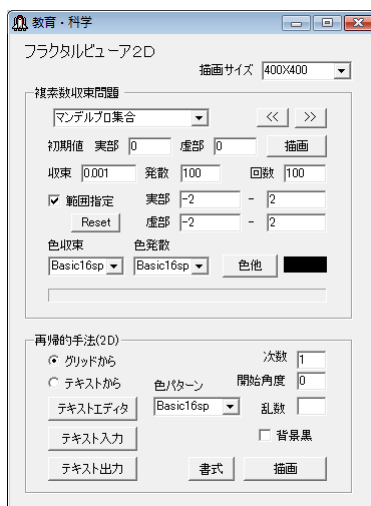 教育・科学
フラクタルビューア2D
描画サイズ 400X400
複素数収束問題
マンデルブロ集合 << >>
初期値 実部 0 虚部 0 描画
収束 0.001 発散 100 回数 100
範囲指定 実部 -2 - 2
Reset 虚部 -2 - 2
色収束 色発散
Basic16sp Basic16sp 色他
再帰的手法(2D)
グリッドから 次数 1
テキストから 色パターン 開始角度 0
テキストエディタ Basic16sp 乱数
テキスト入力 背景黒
テキスト出力 書式 描画